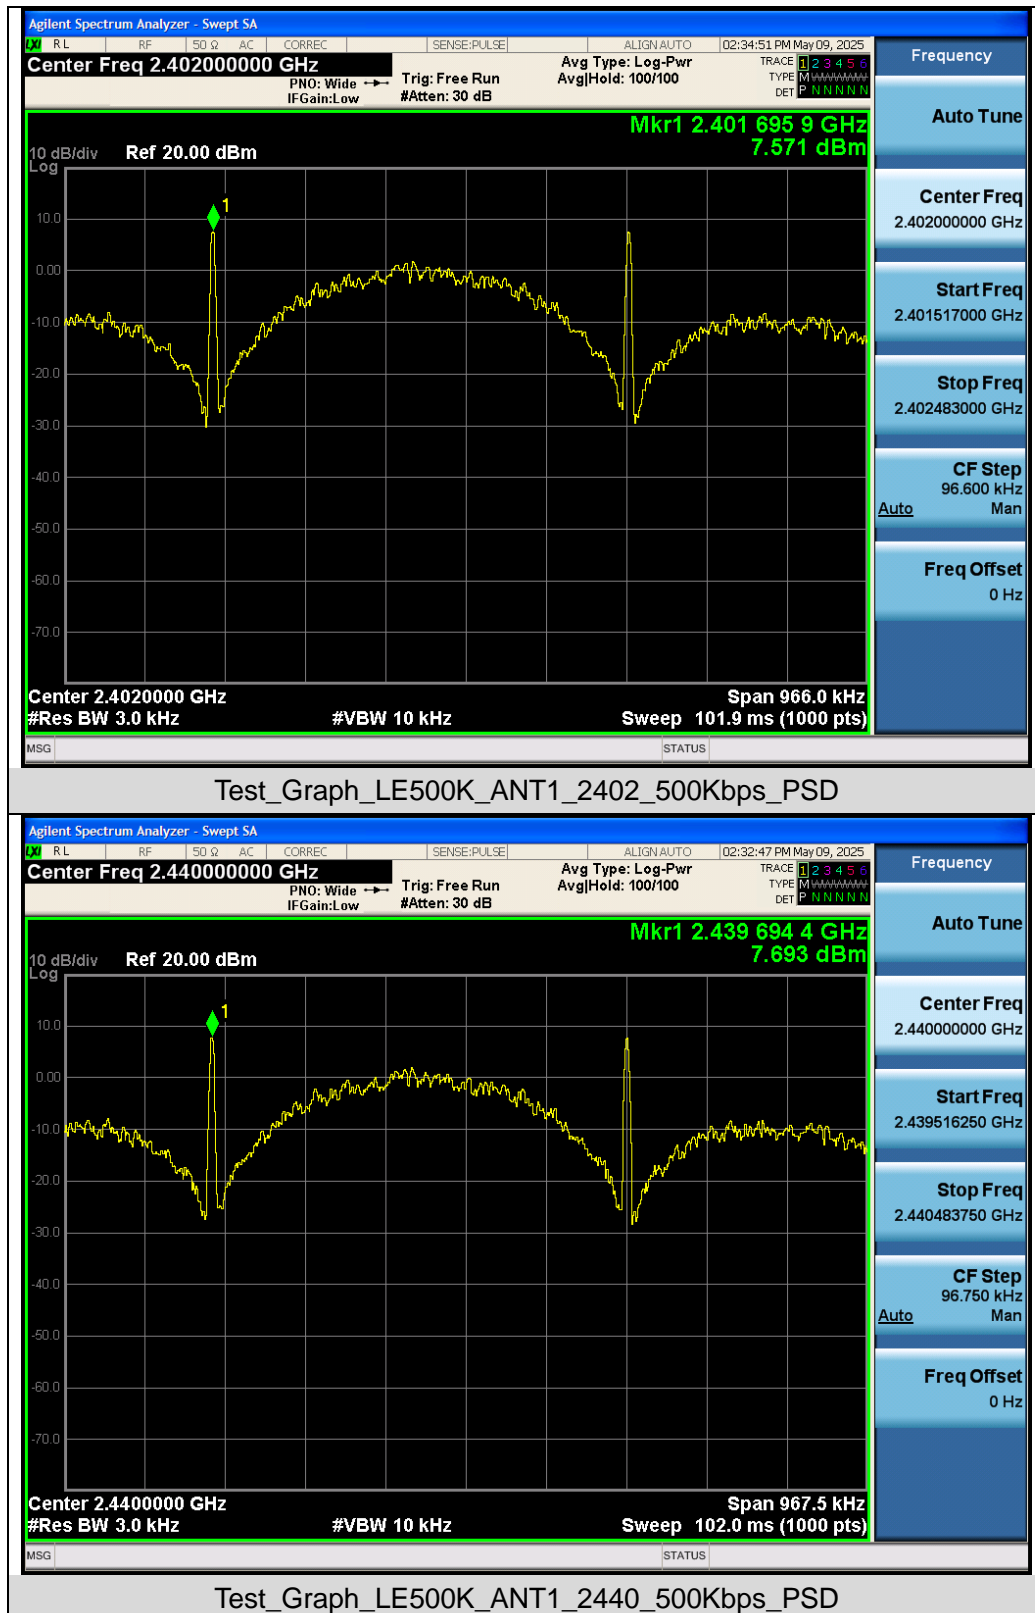 Agilent Spectrum Analyzer - Swept SA
LXI RL RF 50 Ω AC CORREC SENSE:PULSE ALIGN AUTO 02:34:51 PM May 09, 2025
Center Freq 2.402000000 GHz
PNO: Wide
IFGain:Low
Trig: Free Run
#Atten: 30 dB
Avg Type: Log-Pwr
Avg|Hold: 100/100
TRACE 1 2 3 4 5 6
TYPE M
DET P N N N N N
Mkr1 2.401 695 9 GHz
7.571 dBm
10 dB/div Ref 20.00 dBm
Log
1
10.0
0.00
-10.0
-20.0
-30.0
-40.0
-50.0
-60.0
-70.0
Center 2.4020000 GHz Span 966.0 kHz
#Res BW 3.0 kHz #VBW 10 kHz Sweep 101.9 ms (1000 pts)
MSG STATUS
Frequency
Auto Tune
Center Freq
2.402000000 GHz
Start Freq
2.401517000 GHz
Stop Freq
2.402483000 GHz
CF Step
96.600 kHz
Auto Man
Freq Offset
0 Hz
Test_Graph_LE500K_ANT1_2402_500Kbps_PSD
Agilent Spectrum Analyzer - Swept SA
LXI RL RF 50 Ω AC CORREC SENSE:PULSE ALIGN AUTO 02:32:47 PM May 09, 2025
Center Freq 2.440000000 GHz
PNO: Wide
IFGain:Low
Trig: Free Run
#Atten: 30 dB
Avg Type: Log-Pwr
Avg|Hold: 100/100
TRACE 1 2 3 4 5 6
TYPE M
DET P N N N N N
Mkr1 2.439 694 4 GHz
7.693 dBm
10 dB/div Ref 20.00 dBm
Log
1
10.0
0.00
-10.0
-20.0
-30.0
-40.0
-50.0
-60.0
-70.0
Center 2.4400000 GHz Span 967.5 kHz
#Res BW 3.0 kHz #VBW 10 kHz Sweep 102.0 ms (1000 pts)
MSG STATUS
Frequency
Auto Tune
Center Freq
2.440000000 GHz
Start Freq
2.439516250 GHz
Stop Freq
2.440483750 GHz
CF Step
96.750 kHz
Auto Man
Freq Offset
0 Hz
Test_Graph_LE500K_ANT1_2440_500Kbps_PSD